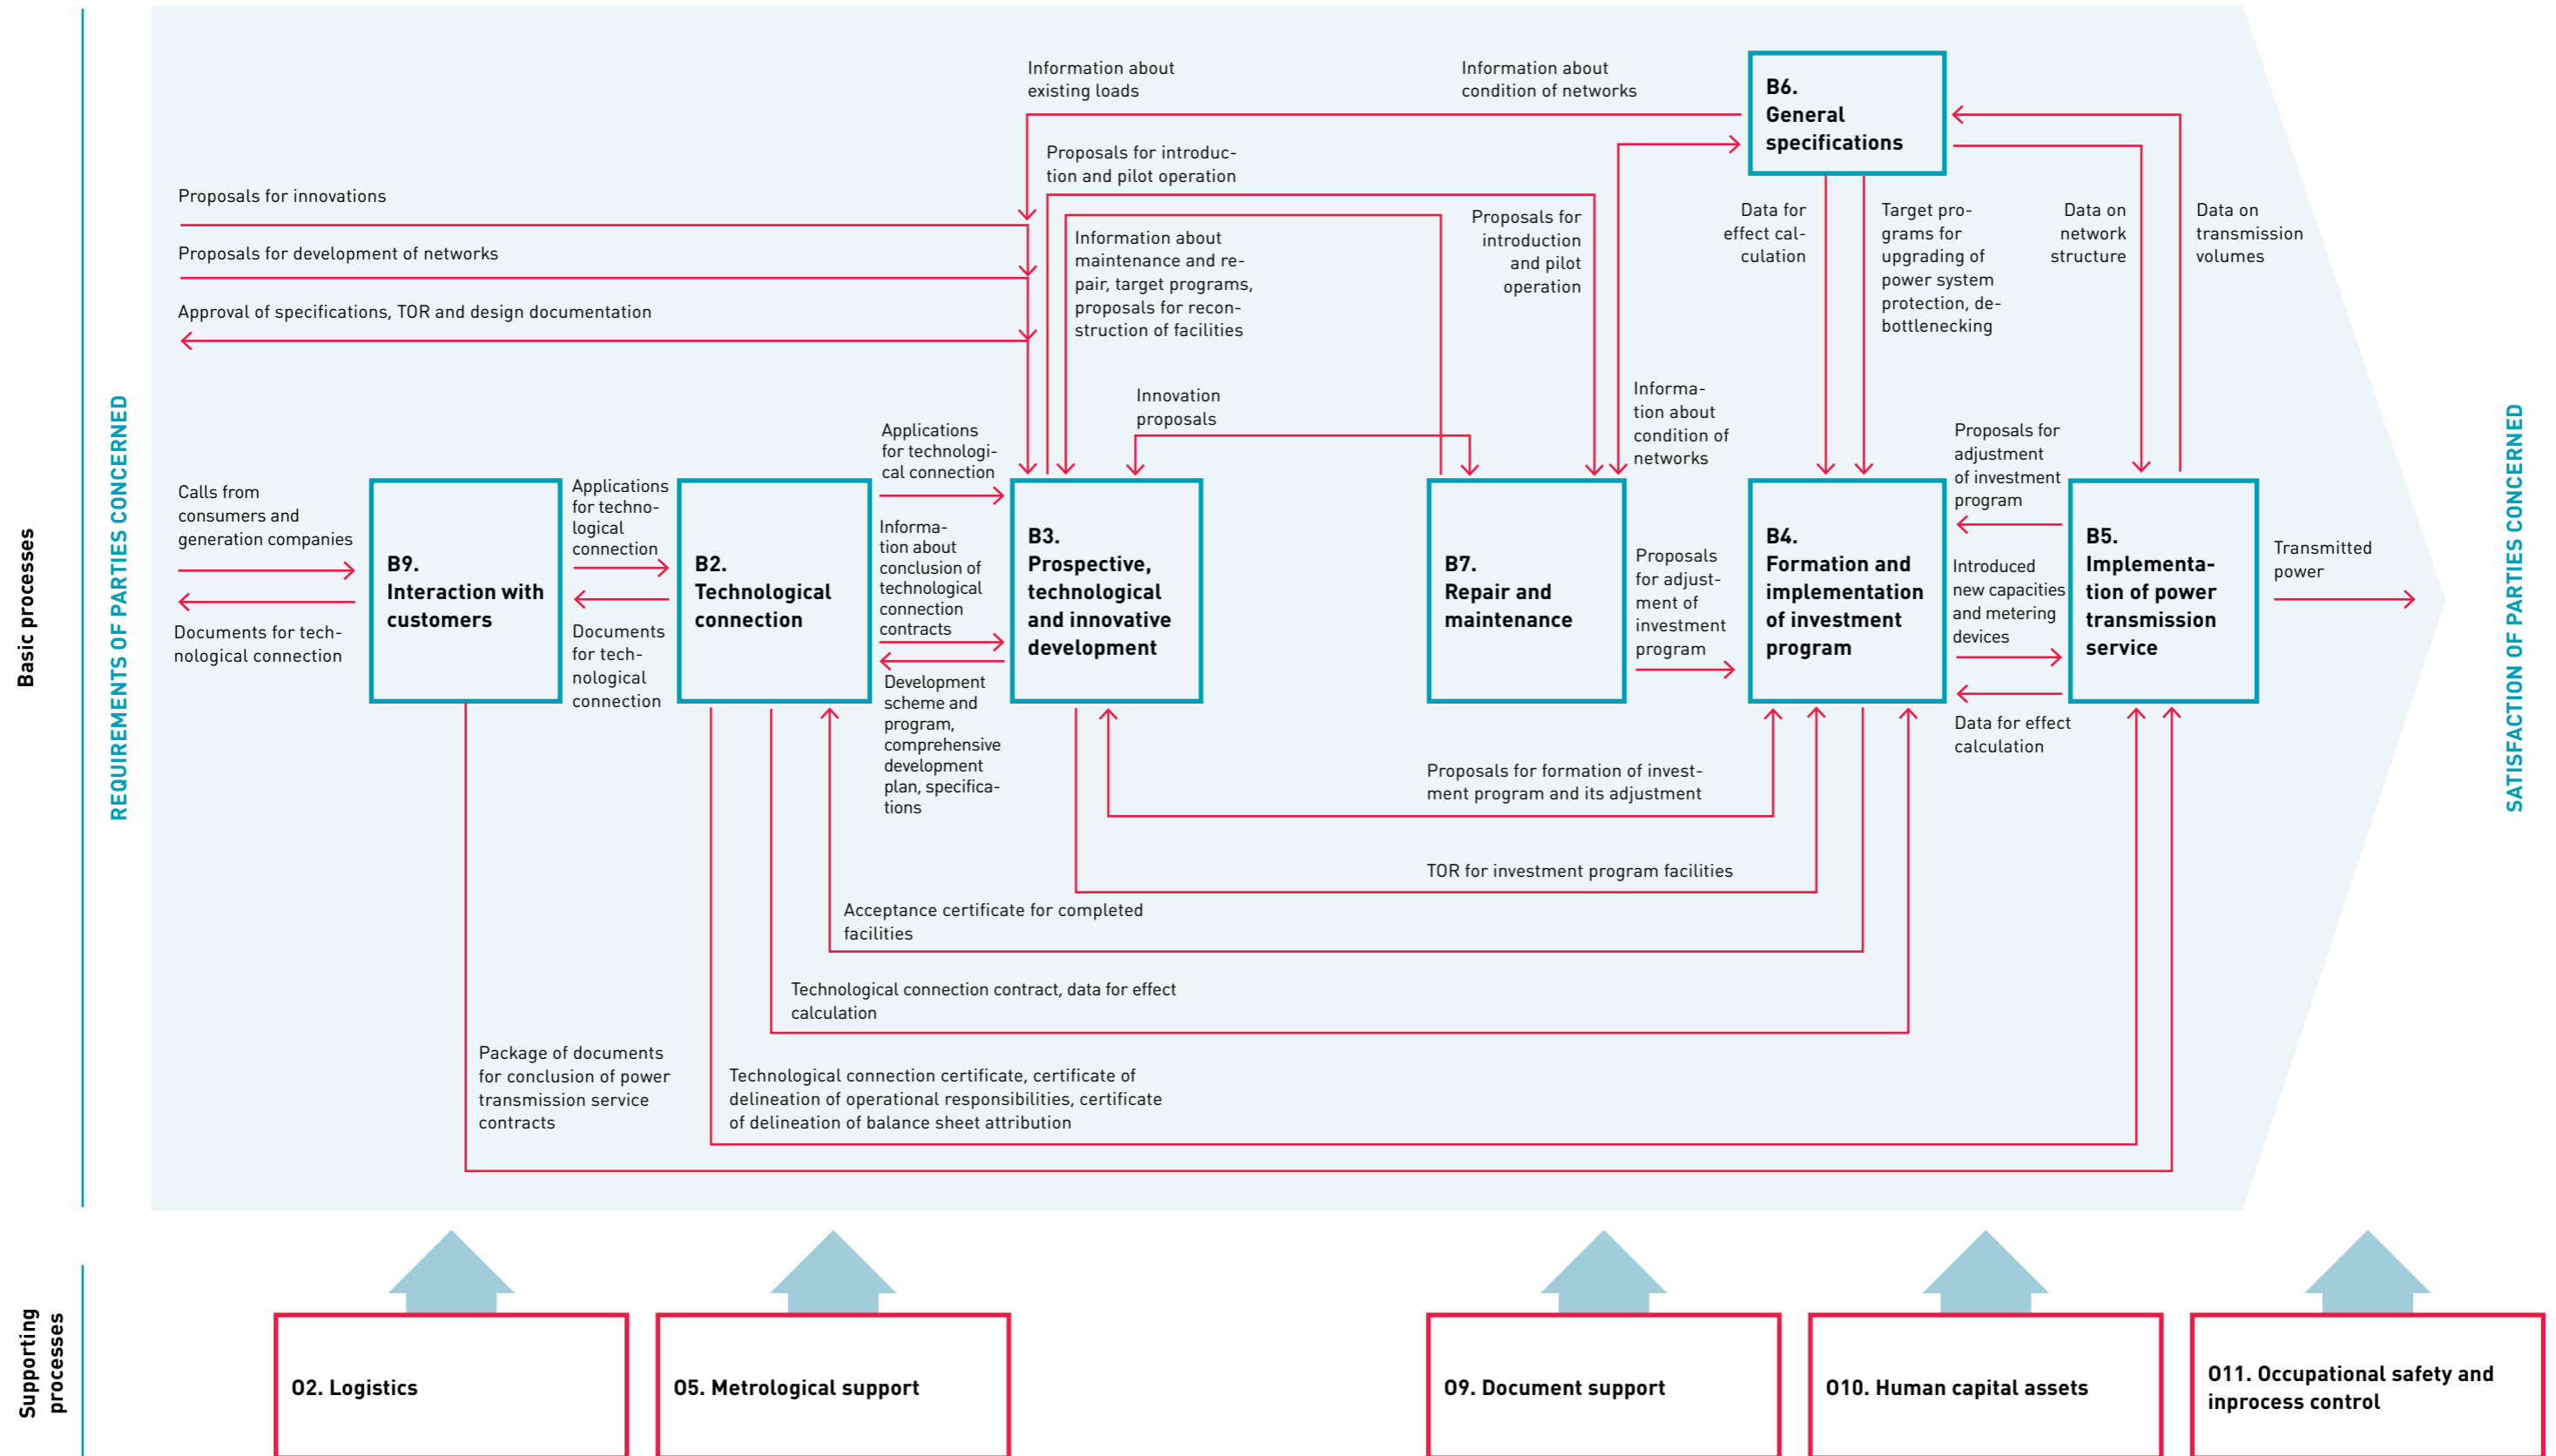 Basic processes
REQUIREMENTS OF PARTIES CONCERNED
Information about
existing loads
Information about
condition of networks
B6.
General
specifications
Proposals for introduc-
tion and pilot operation
Proposals for innovations
Proposals for development of networks
Approval of specifications, TOR and design documentation
Information about
maintenance and re-
pair, target programs,
proposals for recon-
struction of facilities
Proposals for
introduction
and pilot
operation
Data for
effect cal-
culation
Target pro-
grams for
upgrading of
power system
protection, de-
bottlenecking
Data on
network
structure
Data on
transmission
volumes
Innovation
proposals
Informa-
tion about
condition of
networks
Calls from
consumers and
generation companies
Documents for tech-
nological connection
B9.
Interaction with
customers
Applications
for techno-
logical
connection
Documents
for tech-
nological
connection
B2.
Technological
connection
Applications
for technologi-
cal connection
Informa-
tion about
conclusion of
technological
connection
contracts
Development
scheme and
program,
comprehensive
development
plan, specifica-
tions
B3.
Prospective,
technological
and innovative
development
B7.
Repair and
maintenance
Proposals
for adjust-
ment of
investment
program
B4.
Formation and
implementation
of investment
program
Proposals for
adjustment
of investment
program
Introduced
new capacities
and metering
devices
Data for effect
calculation
B5.
Implementa-
tion of power
transmission
service
Transmitted
power
SATISFACTION OF PARTIES CONCERNED
Proposals for formation of invest-
ment program and its adjustment
TOR for investment program facilities
Acceptance certificate for completed
facilities
Technological connection contract, data for effect
calculation
Package of documents
for conclusion of power
transmission service
contracts
Technological connection certificate, certificate of
delineation of operational responsibilities, certificate
of delineation of balance sheet attribution
Supporting
processes
O2. Logistics
O5. Metrological support
O9. Document support
O10. Human capital assets
O11. Occupational safety and
inprocess control